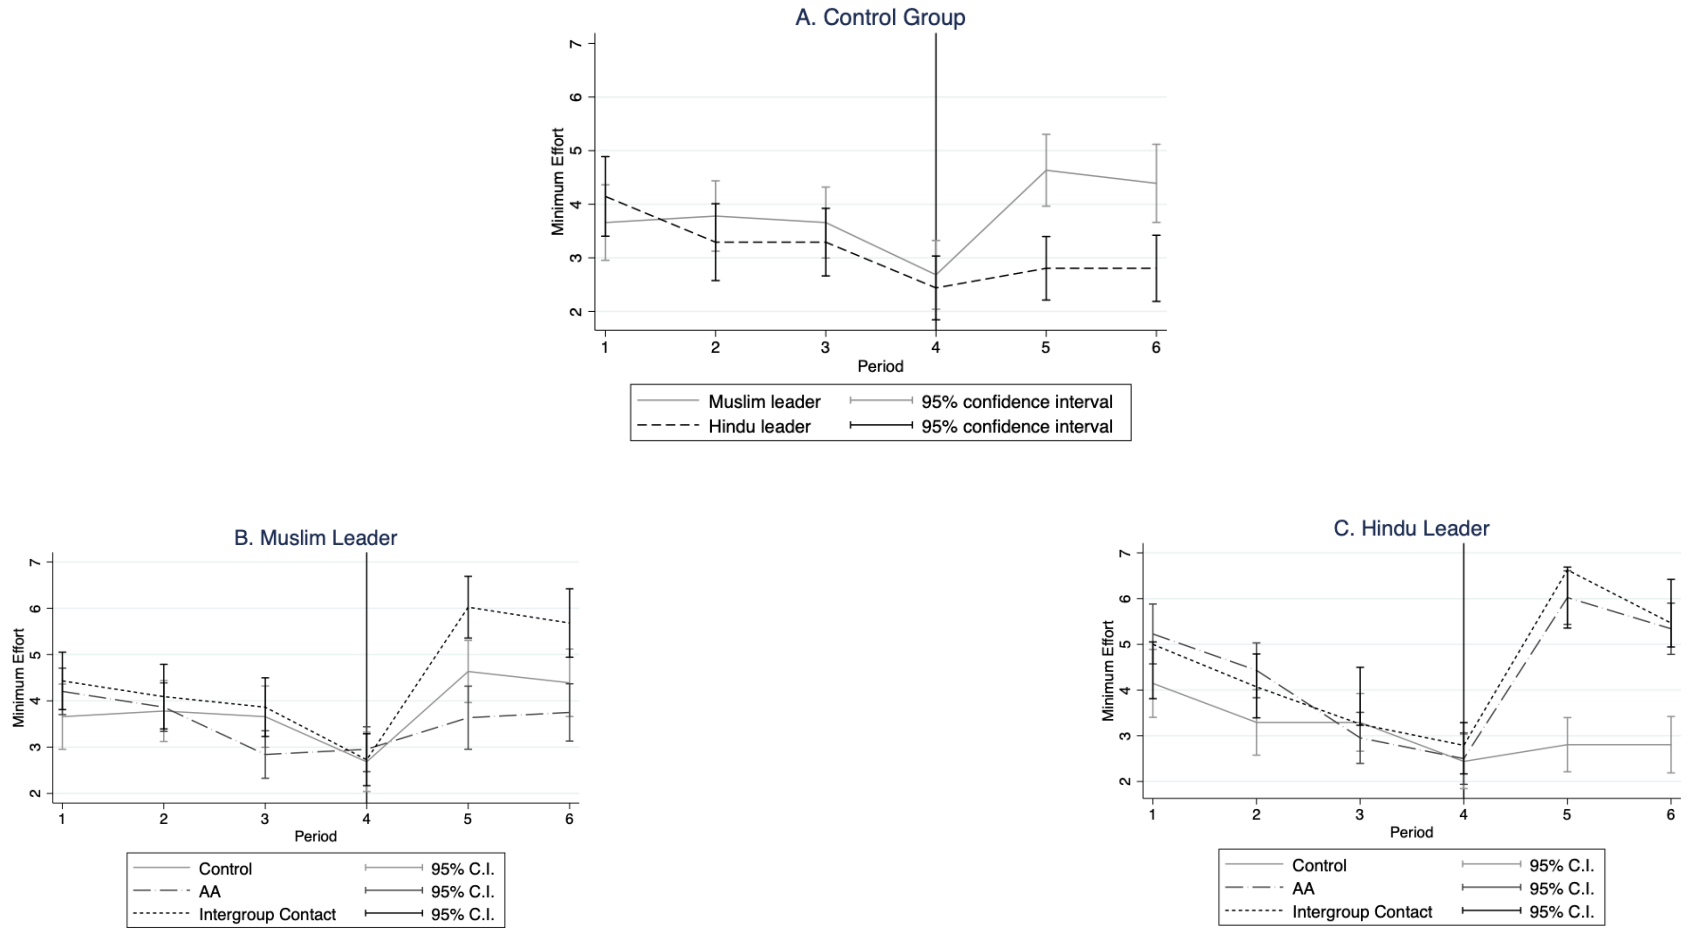 A. Control Group
Minimum Effort
7
6
5
4
3
2
1 2 3 4 5 6
Period
Muslim leader 95% confidence interval
Hindu leader 95% confidence interval
B. Muslim Leader
Minimum Effort
7
6
5
4
3
2
1 2 3 4 5 6
Period
Control 95% C.I.
AA 95% C.I.
Intergroup Contact 95% C.I.
C. Hindu Leader
Minimum Effort
7
6
5
4
3
2
1 2 3 4 5 6
Period
Control 95% C.I.
AA 95% C.I.
Intergroup Contact 95% C.I.